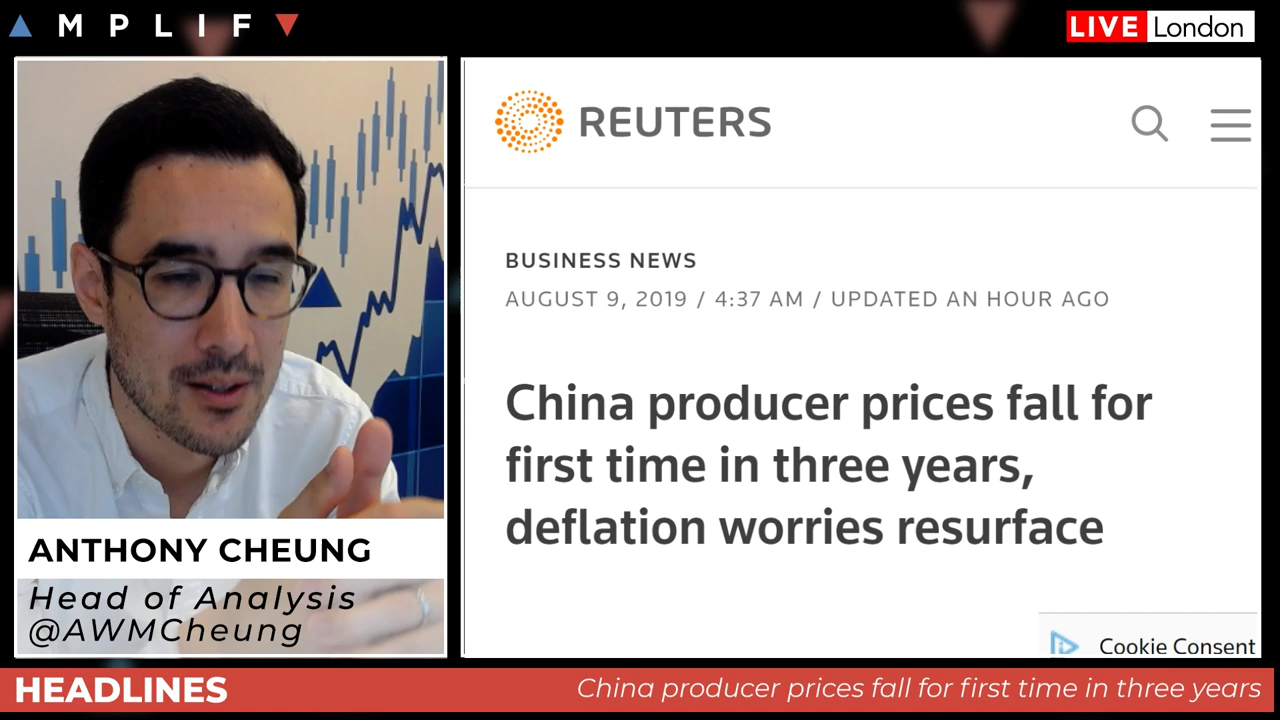 ▲ M P L I F ▼
LIVE London
REUTERS
BUSINESS NEWS
AUGUST 9, 2019 / 4:37 AM / UPDATED AN HOUR AGO
China producer prices fall for
first time in three years,
deflation worries resurface
Cookie Consent
ANTHONY CHEUNG
Head of Analysis
@AWMCheung
HEADLINES
China producer prices fall for first time in three years